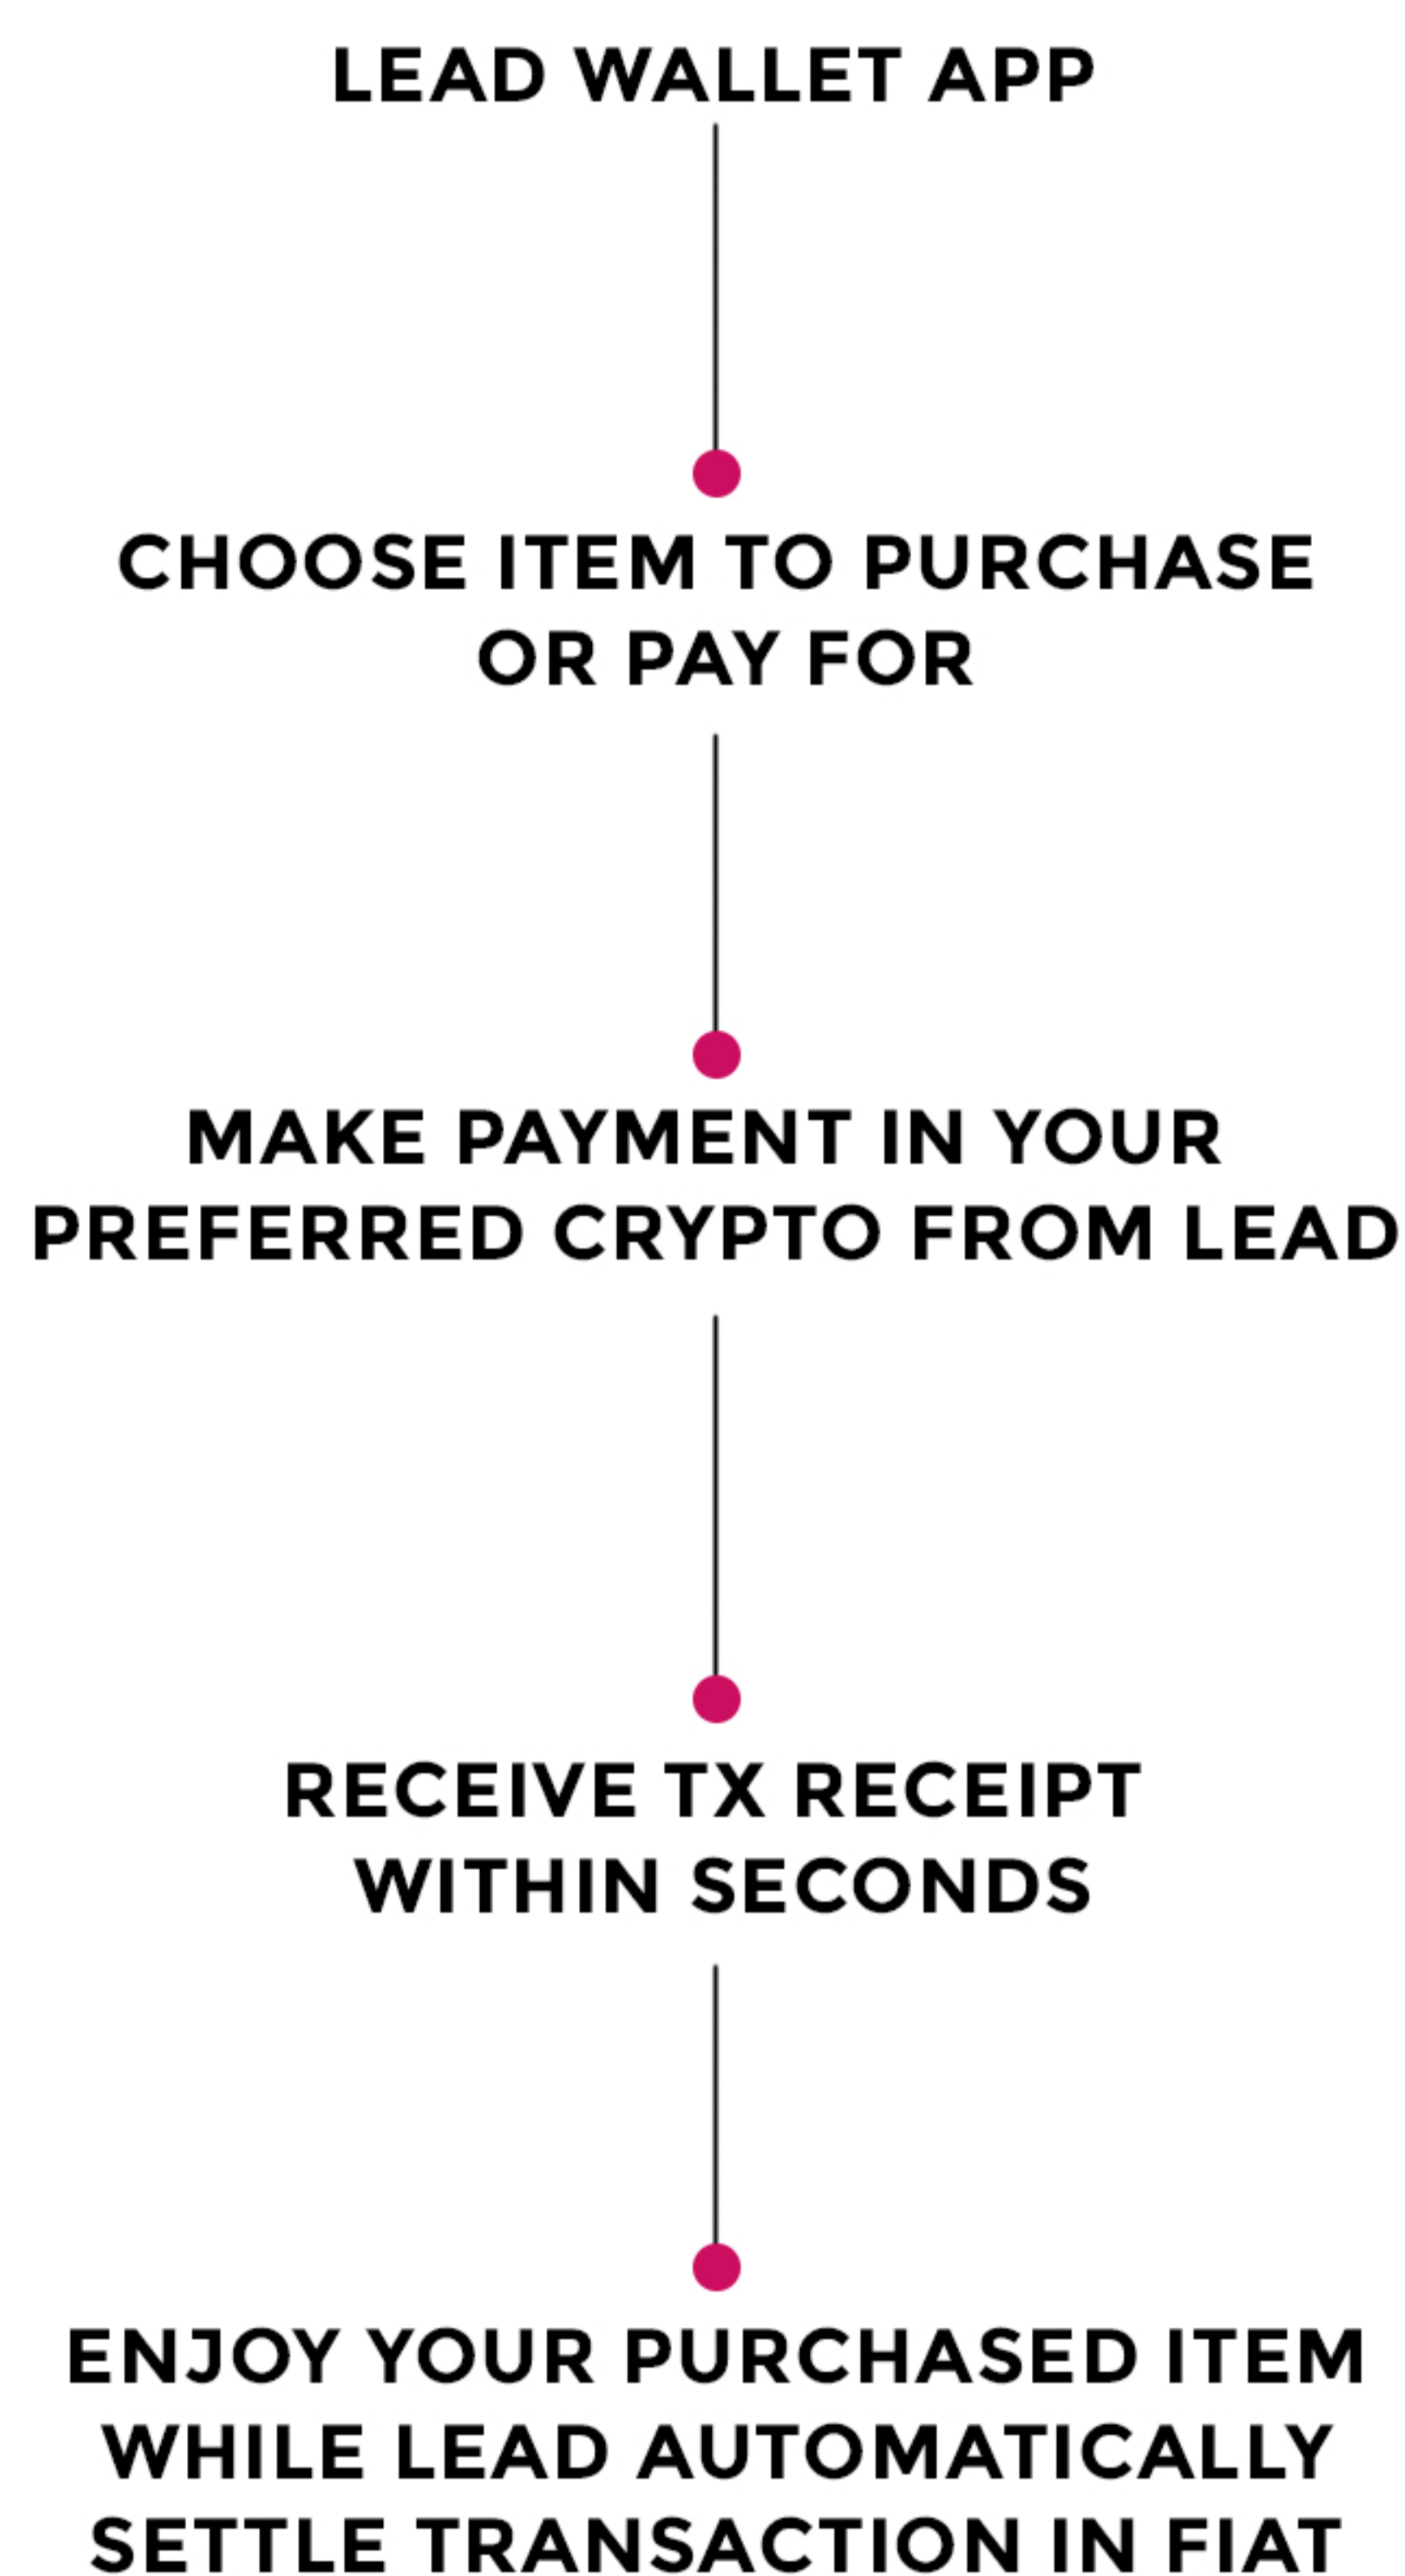 LEAD WALLET APP
CHOOSE ITEM TO PURCHASE
OR PAY FOR
MAKE PAYMENT IN YOUR
PREFERRED CRYPTO FROM LEAD
RECEIVE TX RECEIPT
WITHIN SECONDS
ENJOY YOUR PURCHASED ITEM
WHILE LEAD AUTOMATICALLY
SETTLE TRANSACTION IN FIAT